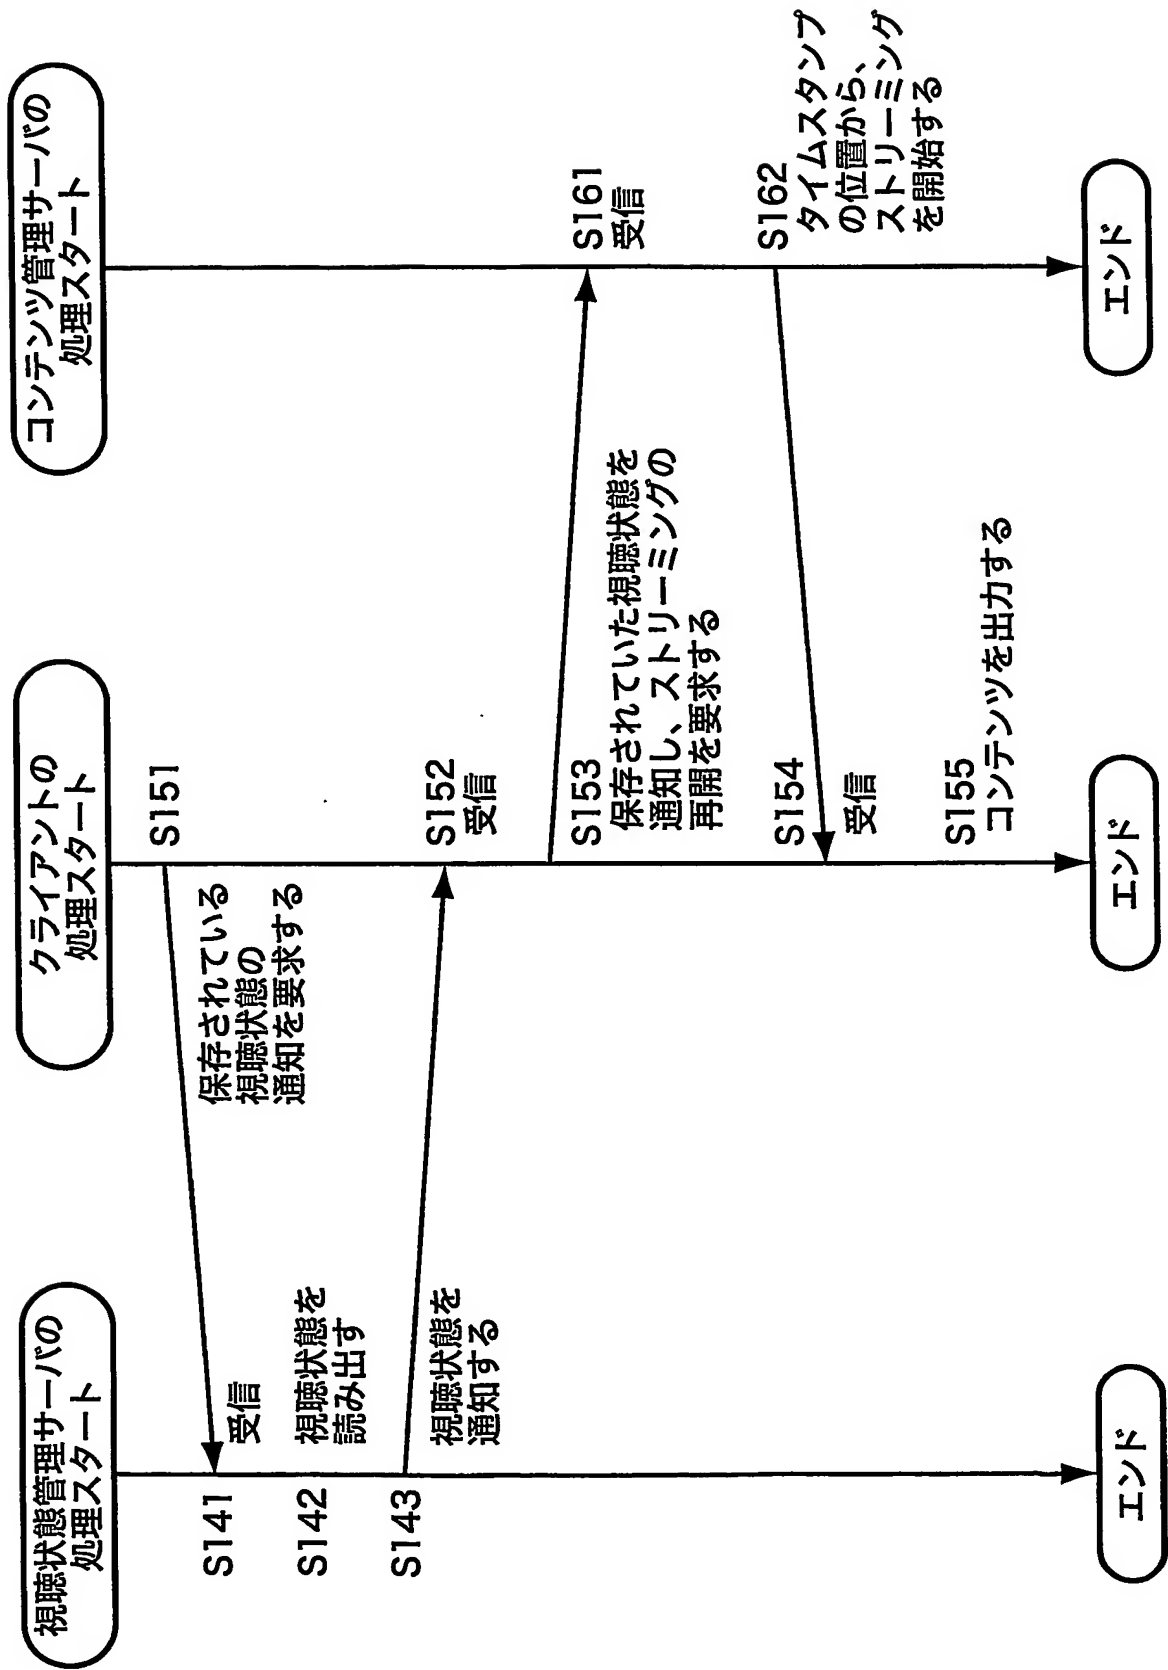 視聴状態管理サーバの
処理スタート
S141
受信
S142
視聴状態を
読み出す
S143
視聴状態を
通知する
エンド
クライアントの
処理スタート
S151
保存されている
視聴状態の
通知を要求する
S152
受信
S153
保存されていた視聴状態を
通知し、ストリーミングの
再開を要求する
S154
受信
S155
コンテンツを出力する
エンド
コンテンツ管理サーバの
処理スタート
S161
受信
S162
タイムスタンプ
の位置から、
ストリーミング
を開始する
エンド